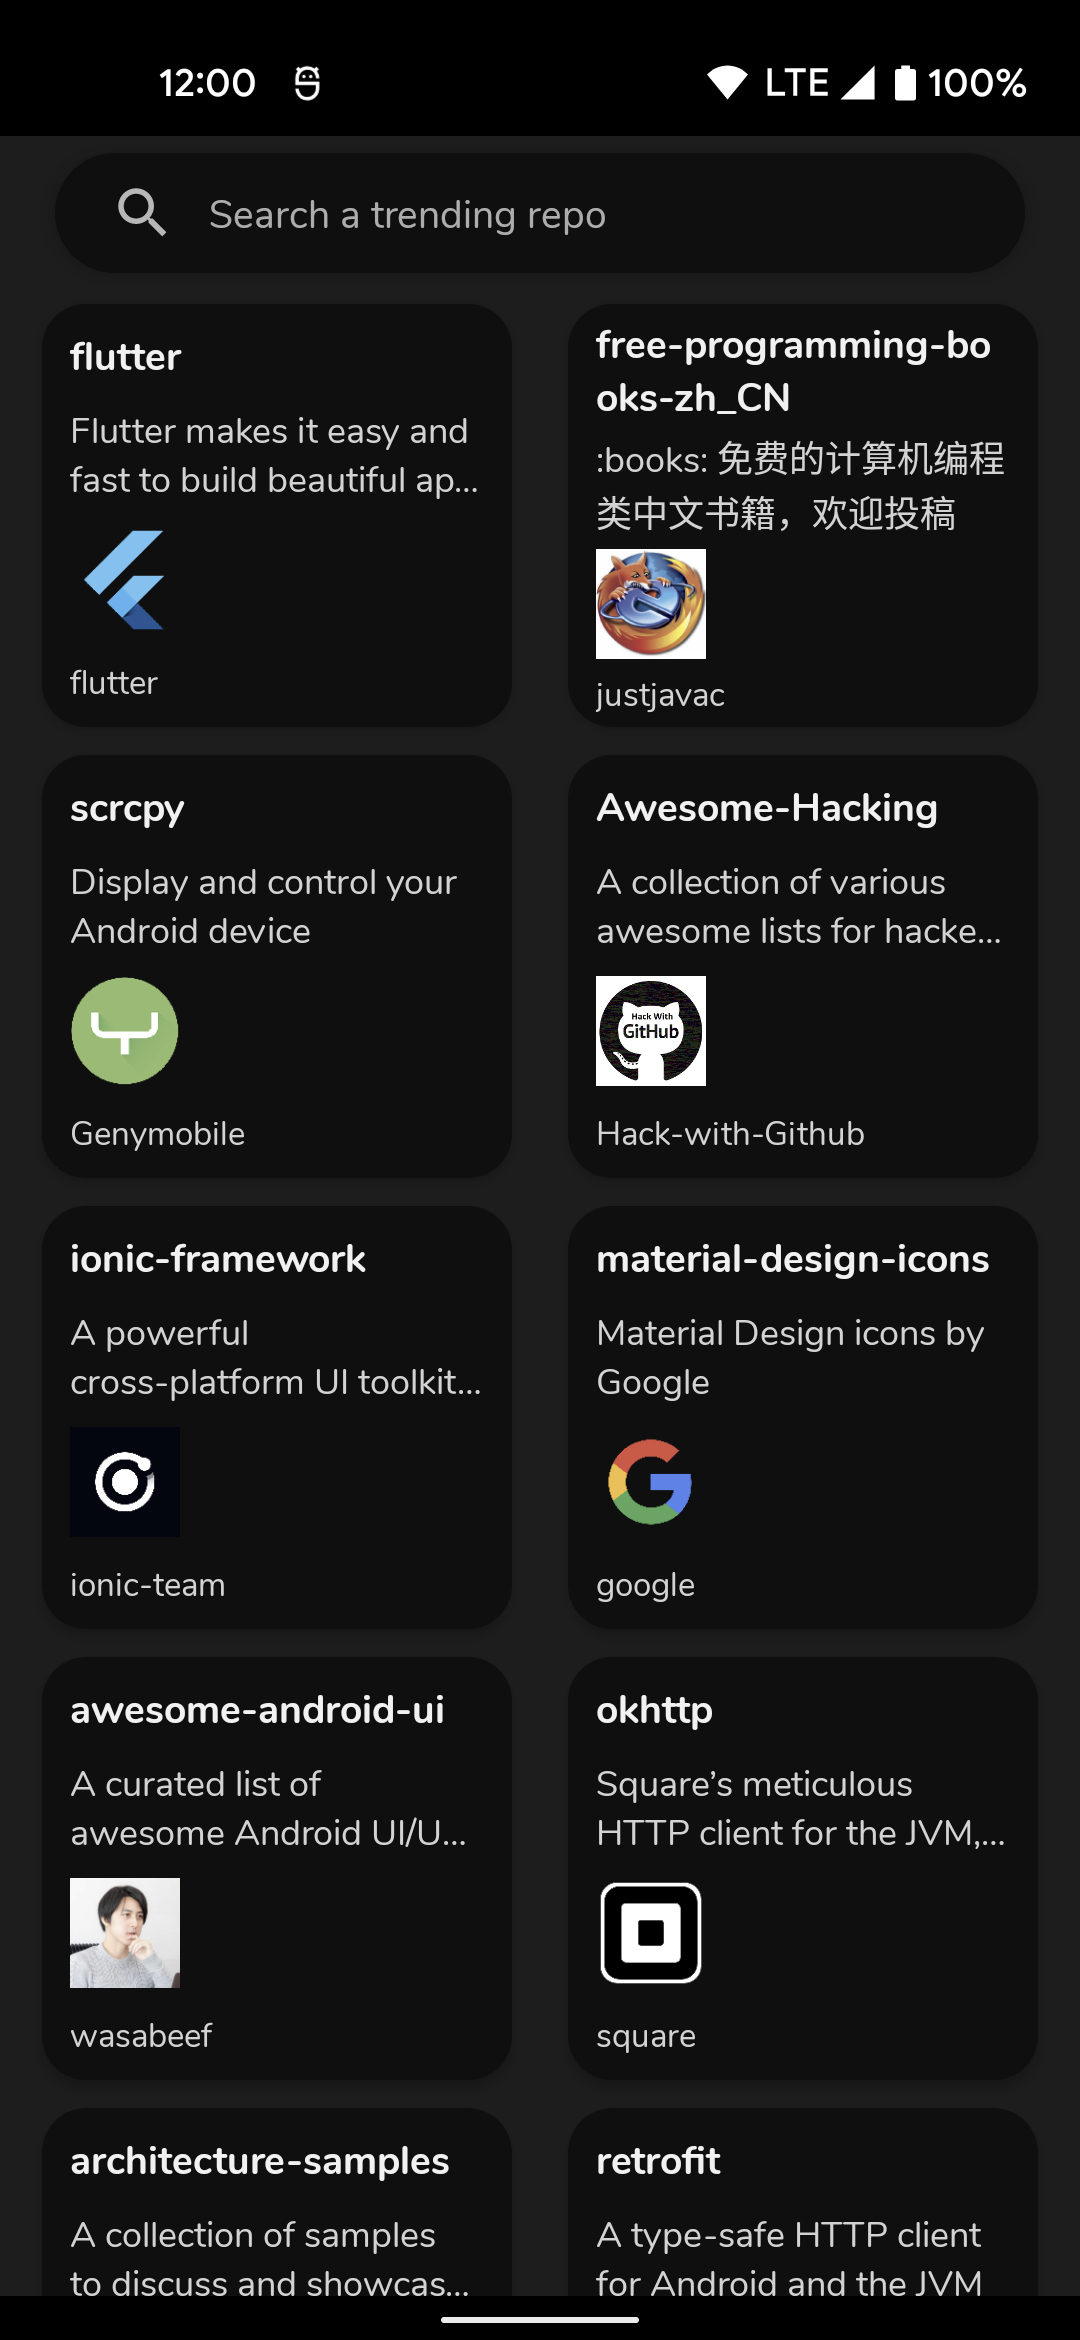 12:00
LTE
100%
Search a trending repo
flutter
Flutter makes it easy and
fast to build beautiful ap...
flutter
free-programming-bo
oks-zh_CN
:books: 免费的计算机编程
类中文书籍，欢迎投稿
justjavac
scrcpy
Display and control your
Android device
Genymobile
Awesome-Hacking
A collection of various
awesome lists for hacke...
Hack With
GitHub
Hack-with-Github
ionic-framework
A powerful
cross-platform UI toolkit...
ionic-team
material-design-icons
Material Design icons by
Google
google
awesome-android-ui
A curated list of
awesome Android UI/U...
wasabeef
okhttp
Square’s meticulous
HTTP client for the JVM,...
square
architecture-samples
A collection of samples
to discuss and showcas...
retrofit
A type-safe HTTP client
for Android and the JVM